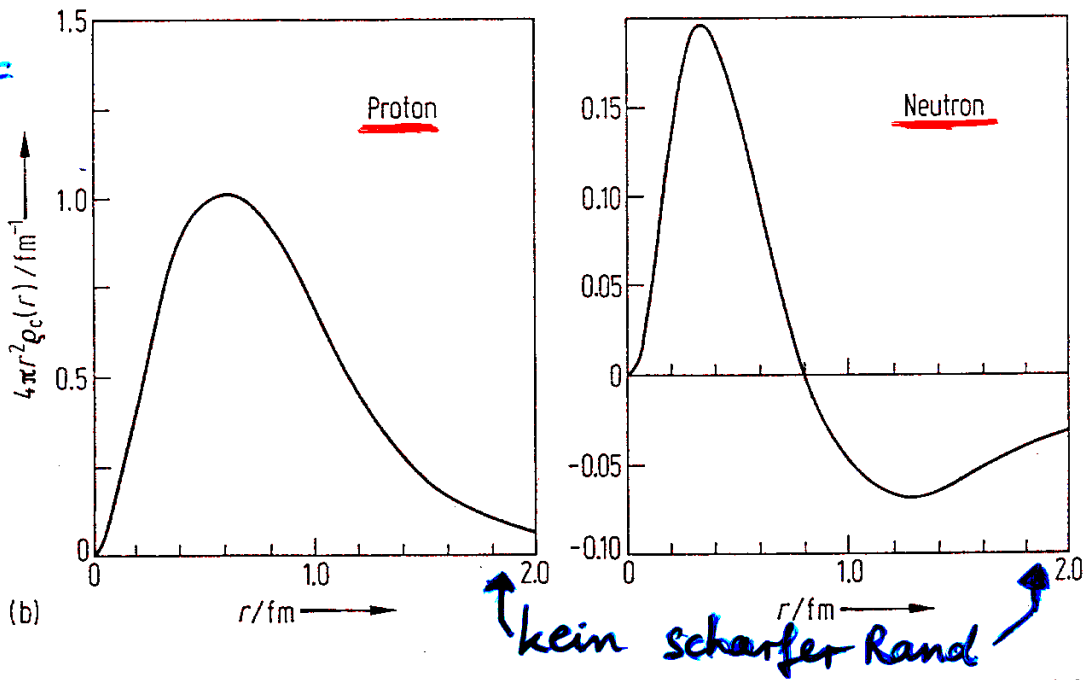 1.5
1.0
0.5
0
4πr²ϱc(r)/fm⁻¹
Proton
0 1.0 2.0
r/fm
(b)
0.15
0.10
0.05
0
-0.05
-0.10
Neutron
0 1.0 2.0
r/fm
kein scharfer Rand